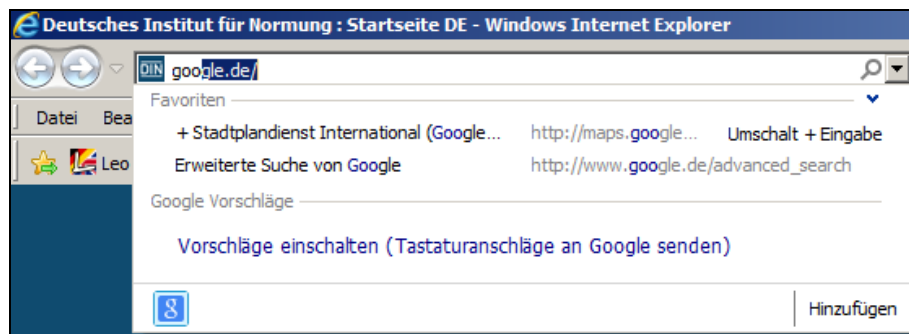 Deutsches Institut für Normung : Startseite DE - Windows Internet Explorer
DIN google.de/
Favoriten
Datei Bea
+ Stadtplandienst International (Google... http://maps.google... Umschalt + Eingabe
Leo
Erweiterte Suche von Google http://www.google.de/advanced_search
Google Vorschläge
Vorschläge einschalten (Tastaturanschläge an Google senden)
8 Hinzufügen